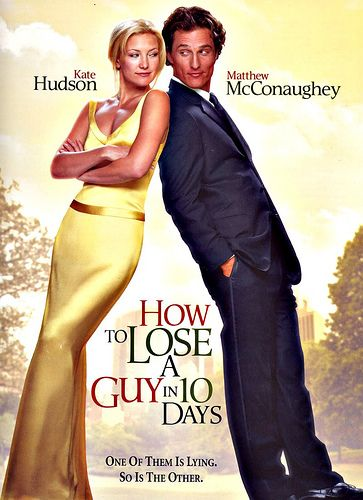 Kate
Hudson
Matthew
McConaughey
HOW
TO LOSE
A
GUY IN 10
DAYS
ONE OF THEM IS LYING.
SO IS THE OTHER.